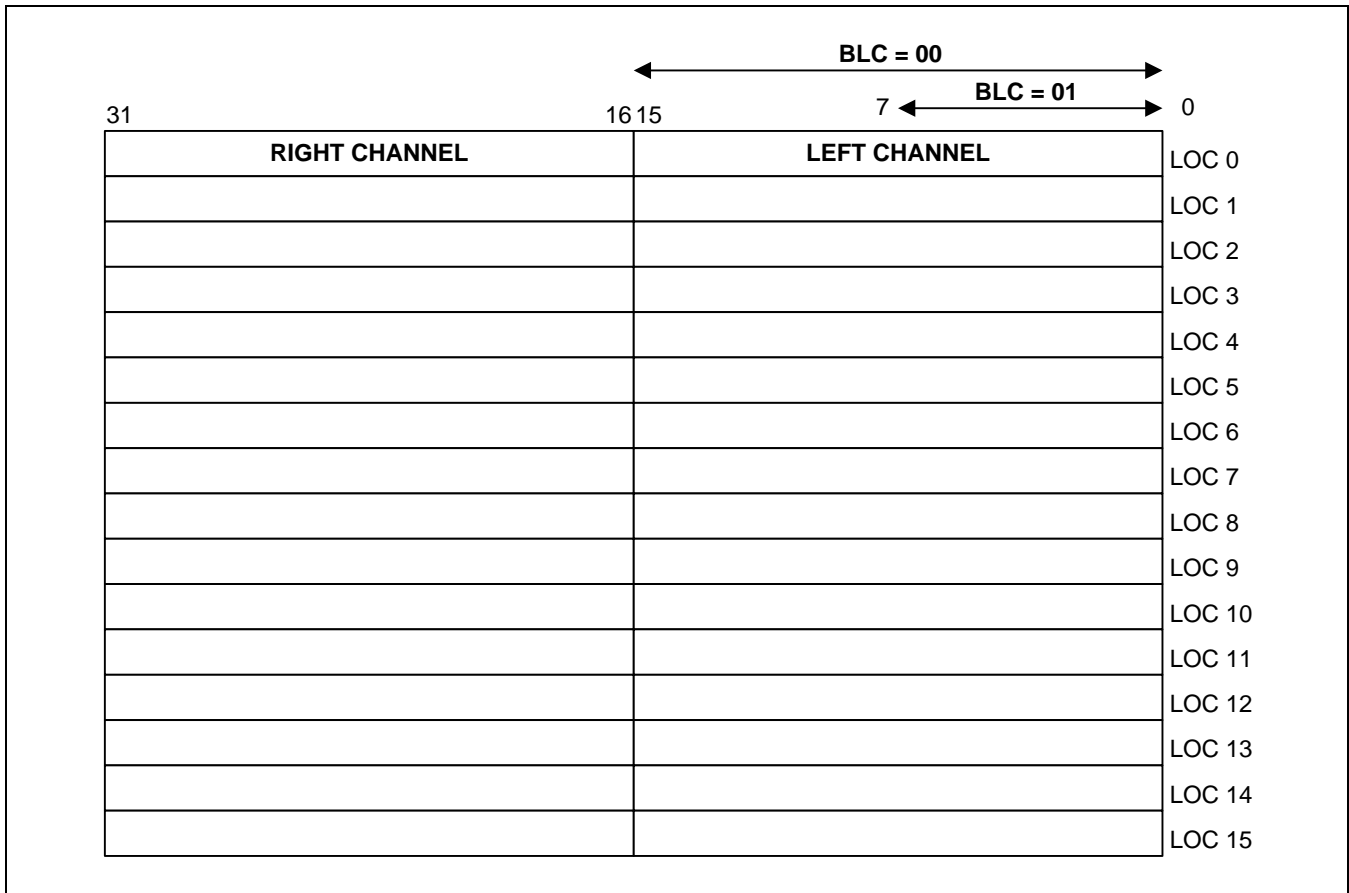 BLC = 00
BLC = 01
31 16 15 7 0
RIGHT CHANNEL LEFT CHANNEL LOC 0
LOC 1
LOC 2
LOC 3
LOC 4
LOC 5
LOC 6
LOC 7
LOC 8
LOC 9
LOC 10
LOC 11
LOC 12
LOC 13
LOC 14
LOC 15